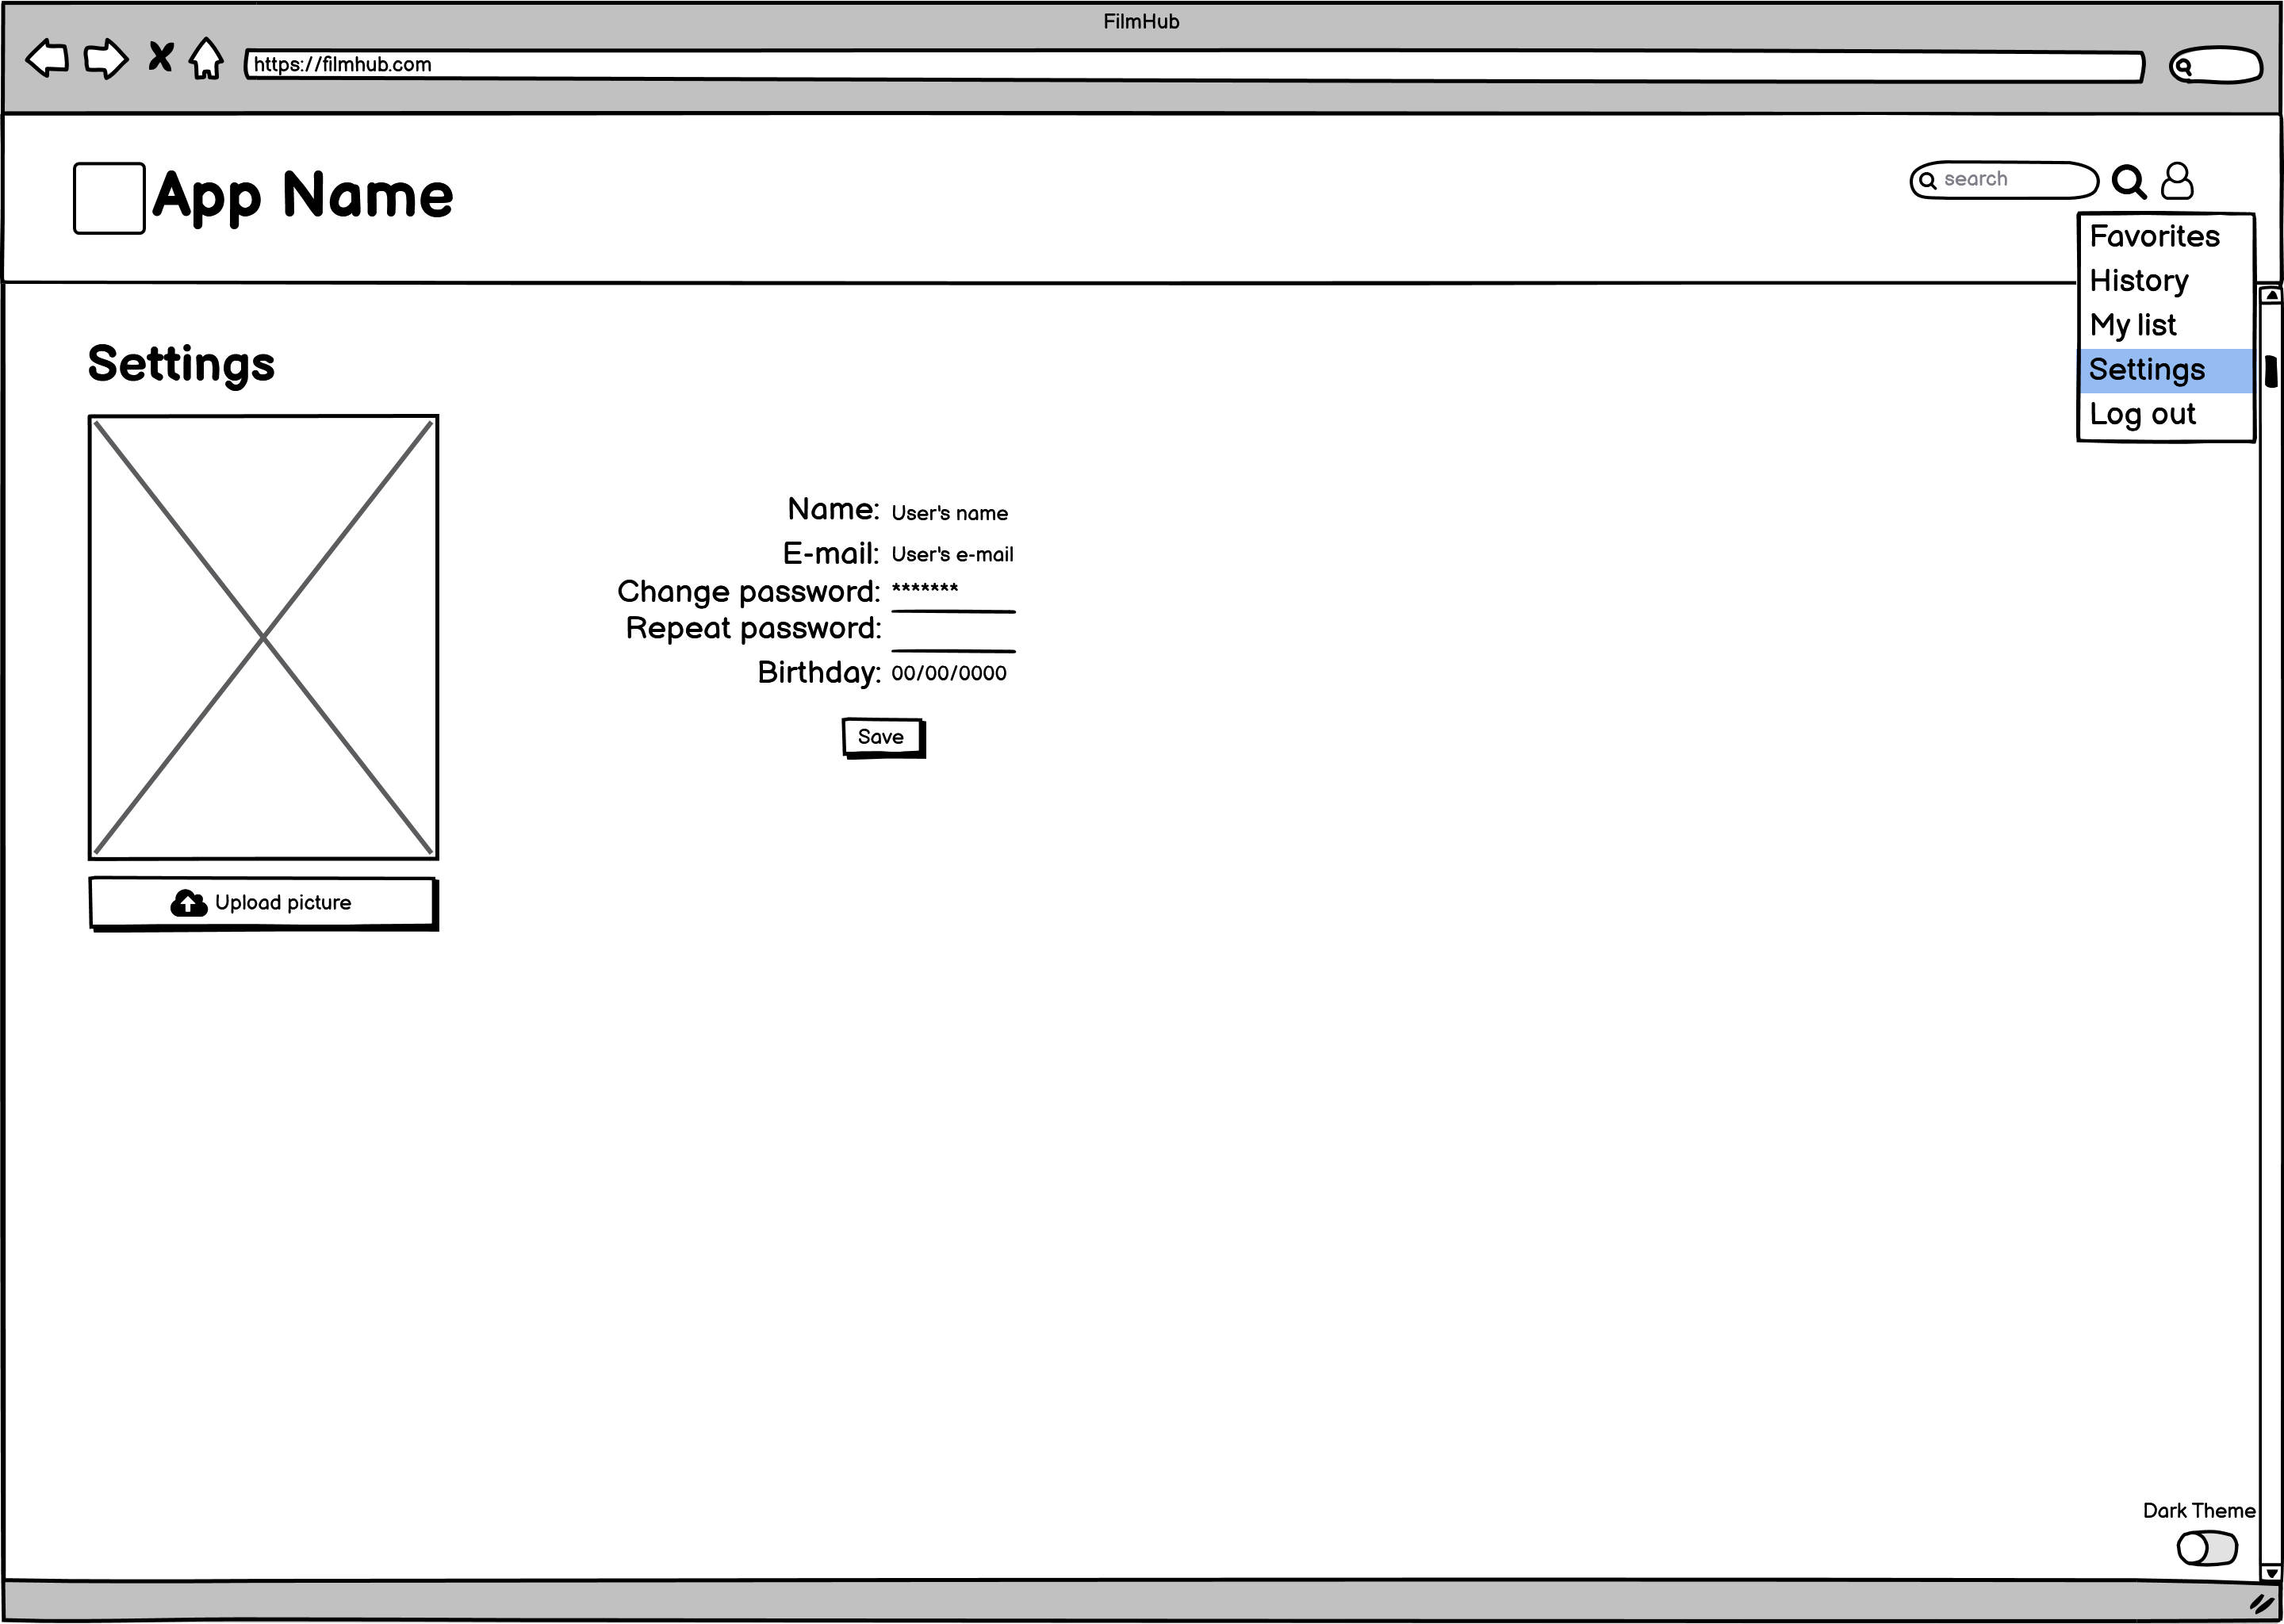 FilmHub
https://filmhub.com
App Name
search
Favorites
History
My list
Settings
Log out
Settings
Name: User's name
E-mail: User's e-mail
Change password: *******
Repeat password:
Birthday: 00/00/0000
Save
Upload picture
Dark Theme